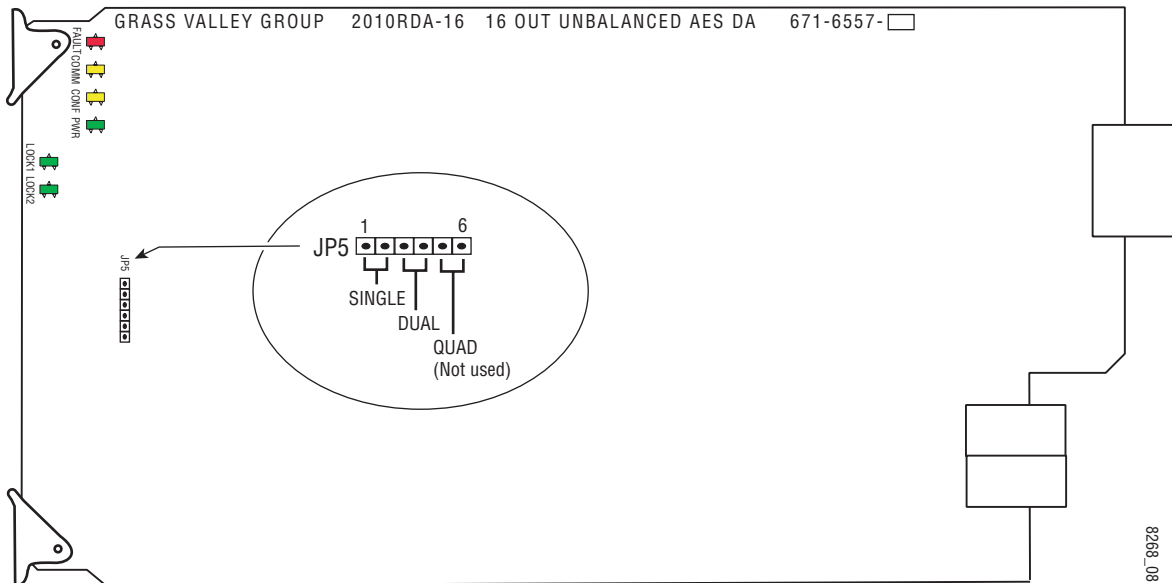 GRASS VALLEY GROUP 2010RDA-16 16 OUT UNBALANCED AES DA 671-6557-
FAULT
COMM
CONF
PWR
LOCK1
LOCK2
JP5
1 6
JP5
SINGLE
DUAL
QUAD
(Not used)
8268_08